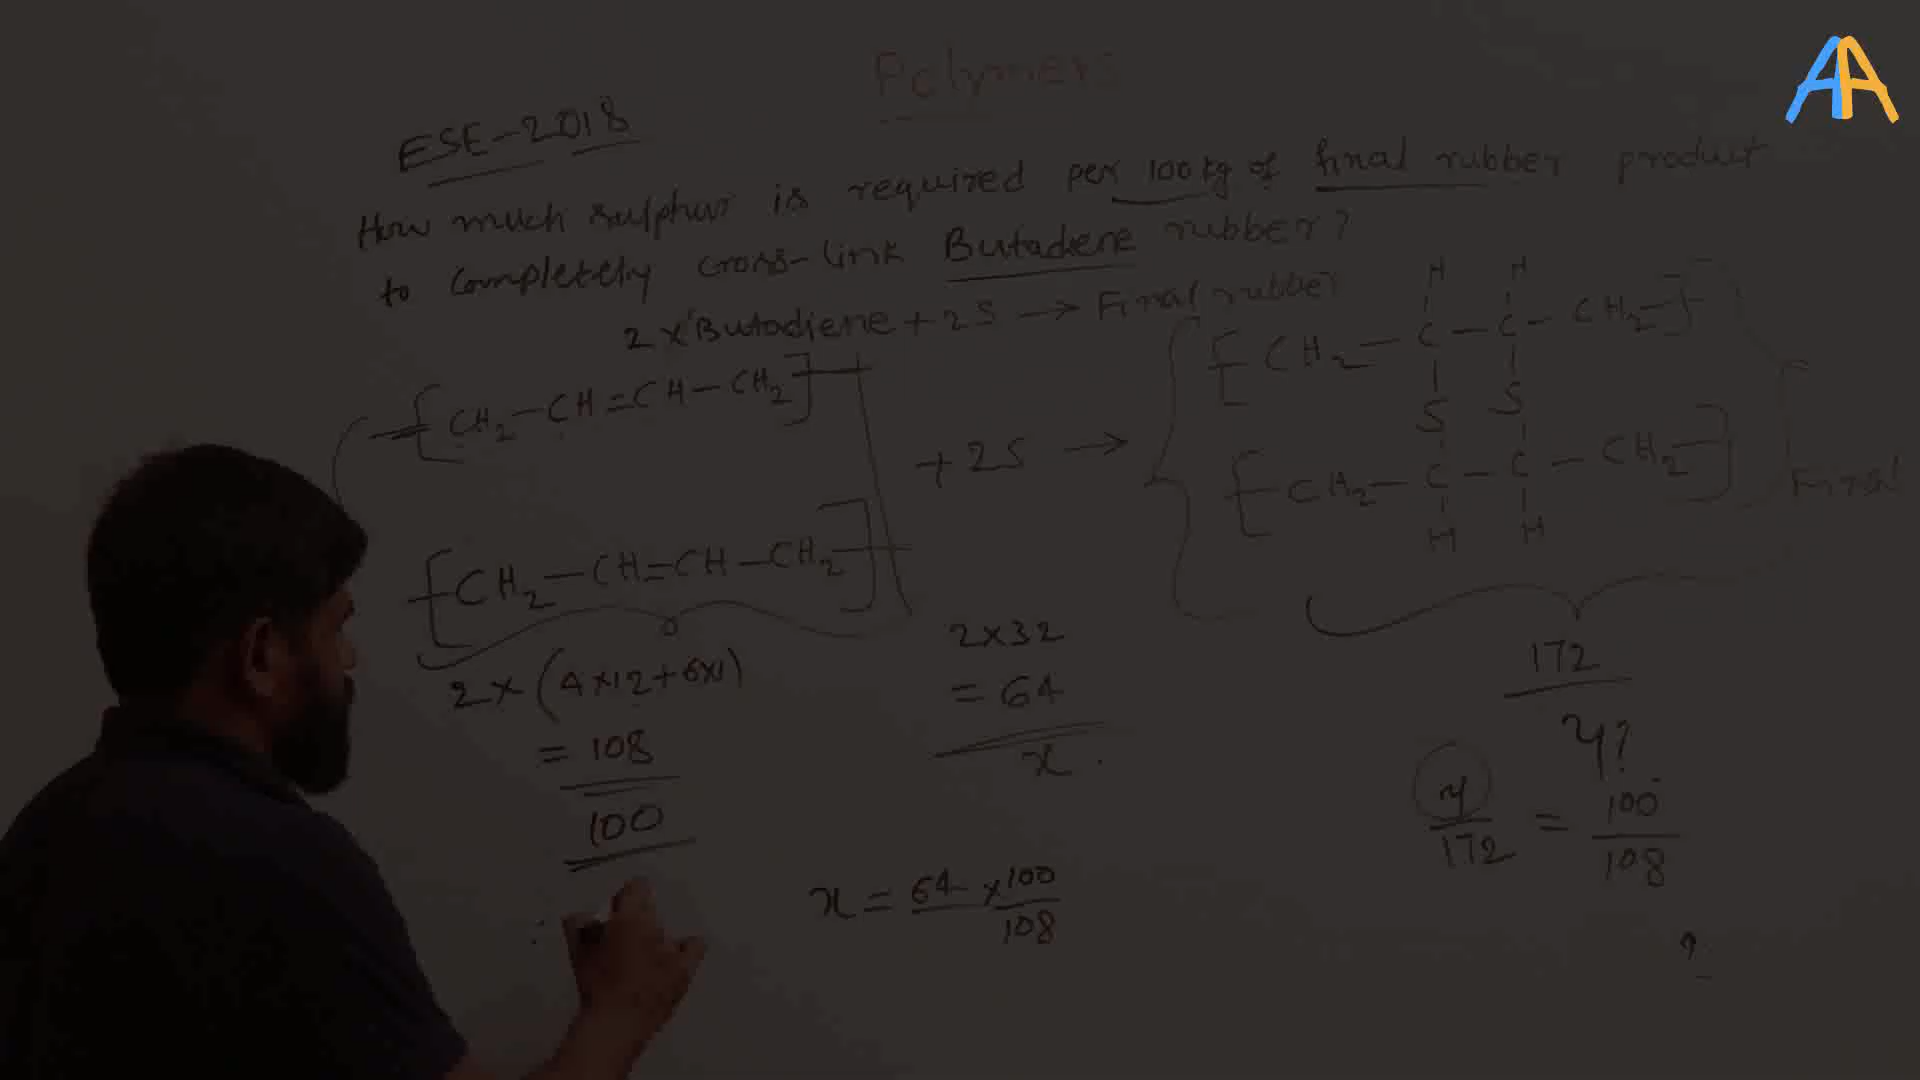 Polymers
ESE-2018
How much sulphur is required per 100 kg of final rubber product
to completely cross-link Butadiene rubber?
2 x Butadiene + 2S → Final rubber
H H
[CH2-CH=CH-CH2] + 2S → [CH2-C-C-CH2]
S S
[CH2-CH=CH-CH2] [CH2-C-C-CH2] Final
H H
2x(4x12+6x1) 2x32 172
= 108 = 64 y?
100 x
y/172 = 100/108
x = 64 x 100/108
?
AA